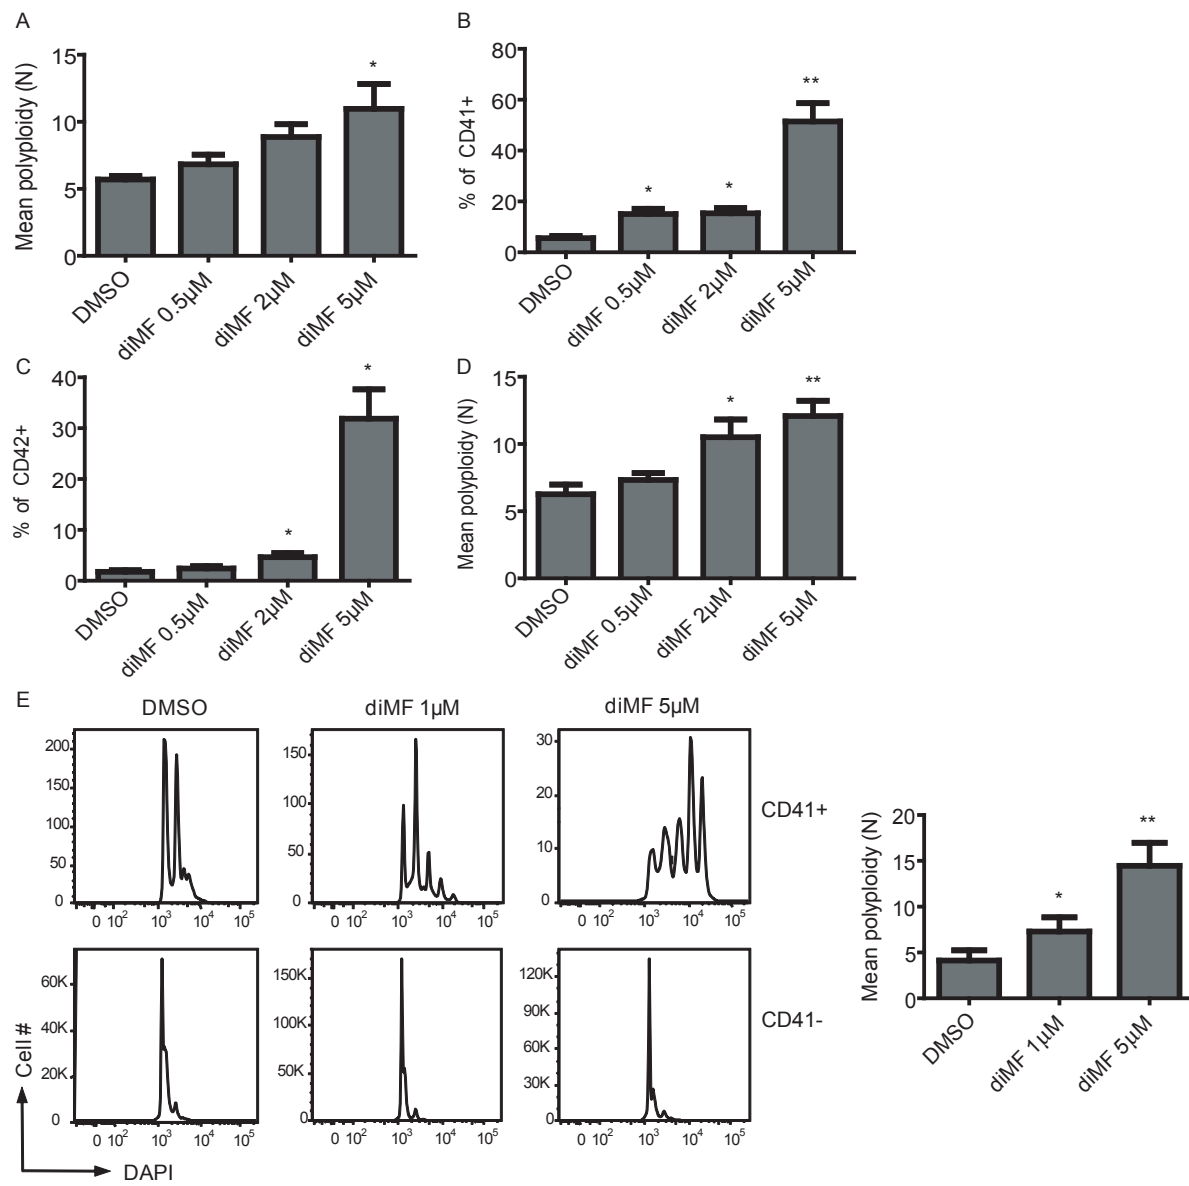 A
Mean polyploidy (N)
15
10
5
0
*
DMSO
diMF 0.5µM
diMF 2µM
diMF 5µM
B
% of CD41+
80
60
40
20
0
*
*
**
DMSO
diMF 0.5µM
diMF 2µM
diMF 5µM
C
% of CD42+
40
30
20
10
0
*
*
DMSO
diMF 0.5µM
diMF 2µM
diMF 5µM
D
Mean polyploidy (N)
15
10
5
0
*
**
DMSO
diMF 0.5µM
diMF 2µM
diMF 5µM
E
DMSO
diMF 1µM
diMF 5µM
200
150
100
50
0
0 10² 10³ 10⁴ 10⁵
150
100
50
0
0 10² 10³ 10⁴ 10⁵
30
20
10
0
0 10² 10³ 10⁴ 10⁵
CD41+
60K
40K
20K
0
0 10² 10³ 10⁴ 10⁵
150K
100K
50K
0
0 10² 10³ 10⁴ 10⁵
120K
90K
60K
30K
0
0 10² 10³ 10⁴ 10⁵
CD41-
Cell #
DAPI
Mean polyploidy (N)
20
15
10
5
0
*
**
DMSO
diMF 1µM
diMF 5µM